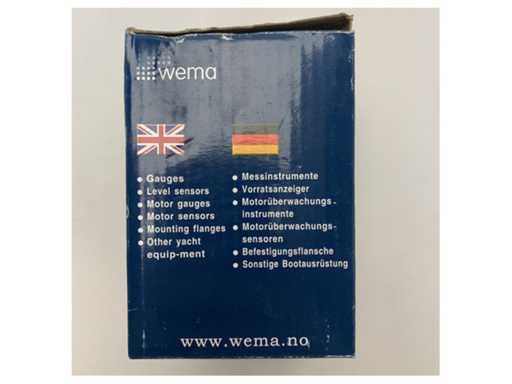 wema
Gauges
Level sensors
Motor gauges
Motor sensors
Mounting flanges
Other yacht
equip-ment
Messinstrumente
Vorratsanzeiger
Motorüberwachungs-
instrumente
Motorüberwachungs-
sensoren
Befestigungsflansche
Sonstige Bootausrüstung
www.wema.no